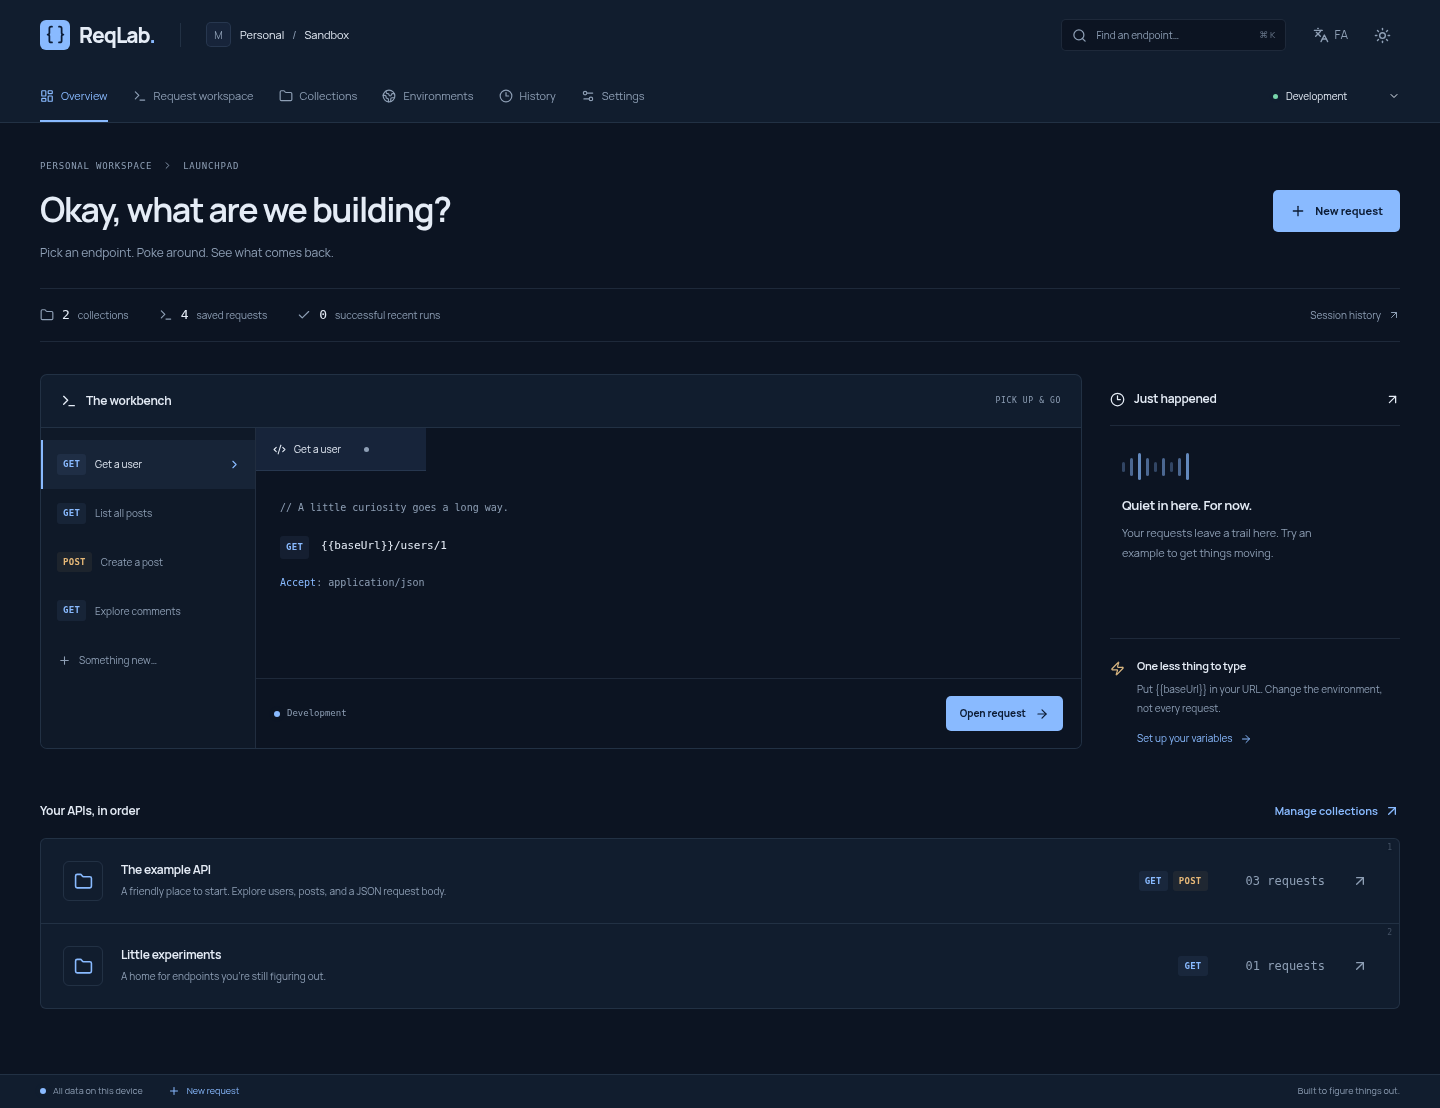 {} ReqLab.
M Personal / Sandbox
Find an endpoint... ⌘ K
FA
Overview
Request workspace
Collections
Environments
History
Settings
Development
PERSONAL WORKSPACE > LAUNCHPAD
Okay, what are we building?
New request
Pick an endpoint. Poke around. See what comes back.
2 collections
4 saved requests
0 successful recent runs
Session history
The workbench
PICK UP & GO
GET Get a user
GET List all posts
POST Create a post
GET Explore comments
Something new...
Get a user
// A little curiosity goes a long way.
GET {{baseUrl}}/users/1
Accept: application/json
Development
Open request
Just happened
Quiet in here. For now.
Your requests leave a trail here. Try an
example to get things moving.
One less thing to type
Put {{baseUrl}} in your URL. Change the environment,
not every request.
Set up your variables
Your APIs, in order
Manage collections
1
The example API
A friendly place to start. Explore users, posts, and a JSON request body.
GET POST 03 requests
2
Little experiments
A home for endpoints you're still figuring out.
GET 01 requests
All data on this device
New request
Built to figure things out.